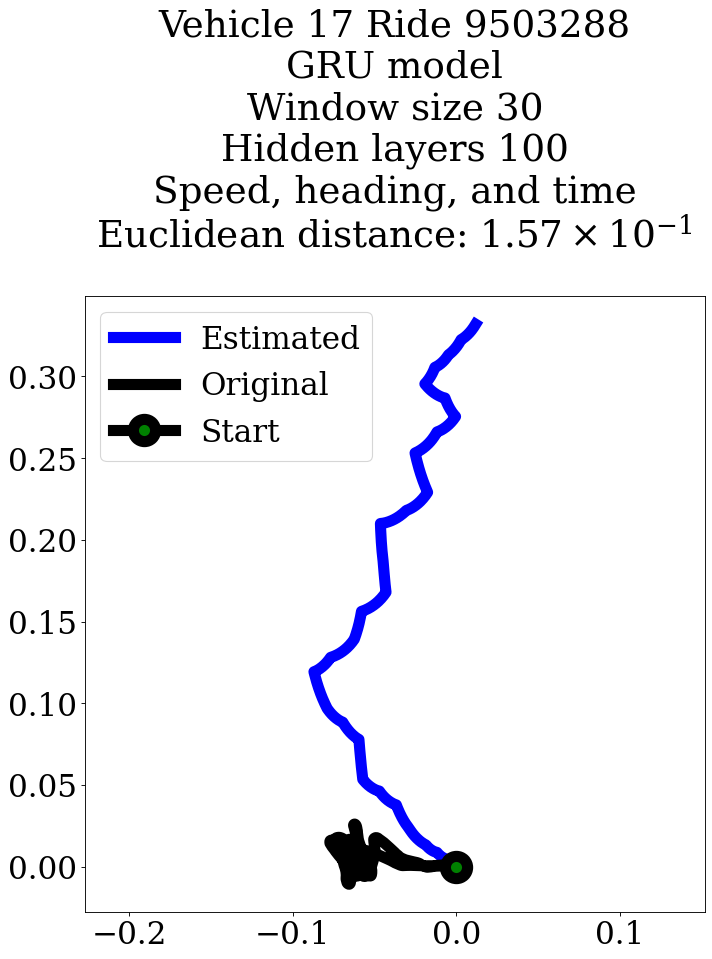 Vehicle 17 Ride 9503288
GRU model
Window size 30
Hidden layers 100
Speed, heading, and time
Euclidean distance: 1.57 × 10⁻¹
Estimated
Original
Start
0.30
0.25
0.20
0.15
0.10
0.05
0.00
−0.2 −0.1 0.0 0.1